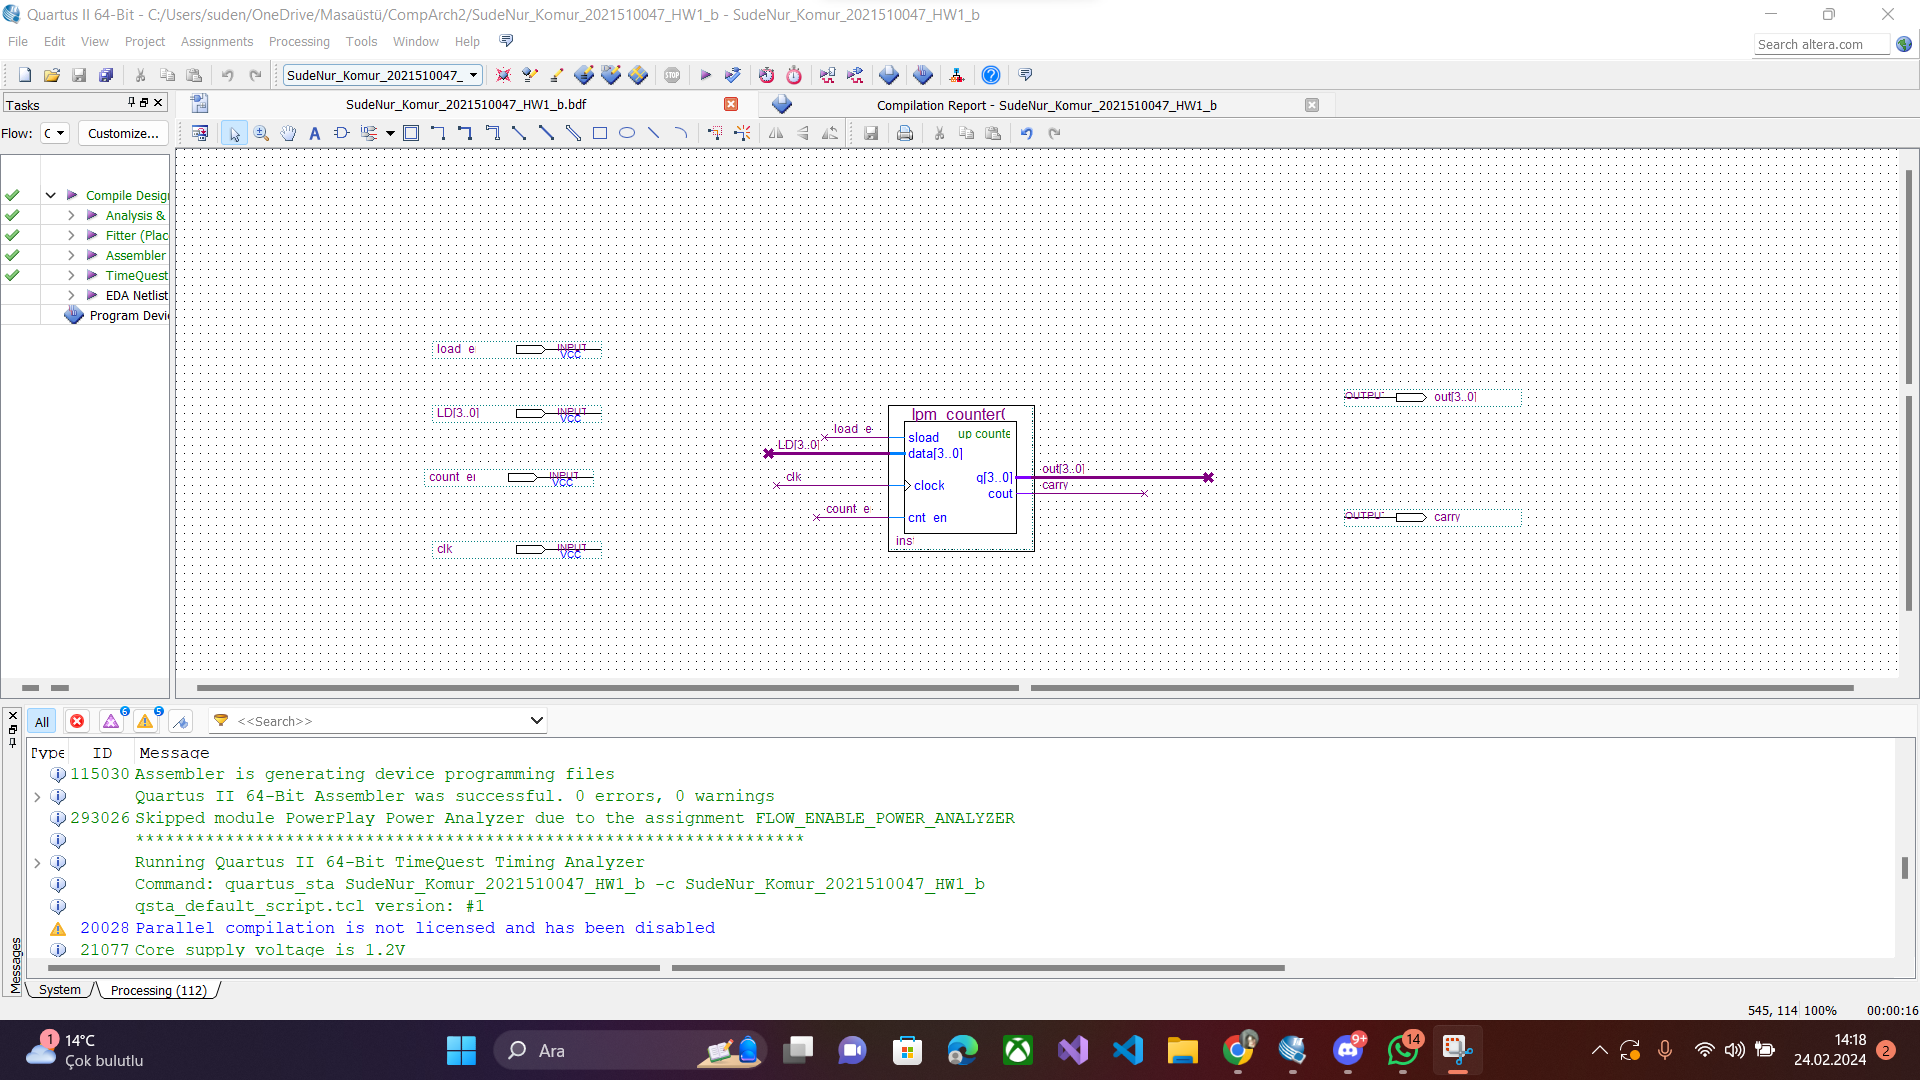 Quartus II 64-Bit - C:/Users/suden/OneDrive/Masaüstü/CompArch2/SudeNur_Komur_2021510047_HW1_b - SudeNur_Komur_2021510047_HW1_b
File Edit View Project Assignments Processing Tools Window Help
Search altera.com
SudeNur_Komur_2021510047_
STOP
Tasks
SudeNur_Komur_2021510047_HW1_b.bdf
Compilation Report - SudeNur_Komur_2021510047_HW1_b
Flow: C Customize...
Compile Design
Analysis &
Fitter (Plac
Assembler
TimeQuest
EDA Netlist
Program Devi
load_e INPUT VCC
LD[3..0] INPUT VCC
count_en INPUT VCC
clk INPUT VCC
lpm_counter(
up counte
load_e sload
LD[3..0] data[3..0]
clk clock
count_e cnt_en
q[3..0] out[3..0]
cout carry
ins
OUTPUT out[3..0]
OUTPUT carry
All 6 5 <<Search>>
Type ID Message
115030 Assembler is generating device programming files
Quartus II 64-Bit Assembler was successful. 0 errors, 0 warnings
293026 Skipped module PowerPlay Power Analyzer due to the assignment FLOW_ENABLE_POWER_ANALYZER
*******************************************************************
Running Quartus II 64-Bit TimeQuest Timing Analyzer
Command: quartus_sta SudeNur_Komur_2021510047_HW1_b -c SudeNur_Komur_2021510047_HW1_b
qsta_default_script.tcl version: #1
20028 Parallel compilation is not licensed and has been disabled
21077 Core supply voltage is 1.2V
Messages
System Processing (112)
545, 114 100% 00:00:16
1 14°C
Çok bulutlu
Ara
9+
14
14:18
24.02.2024
2